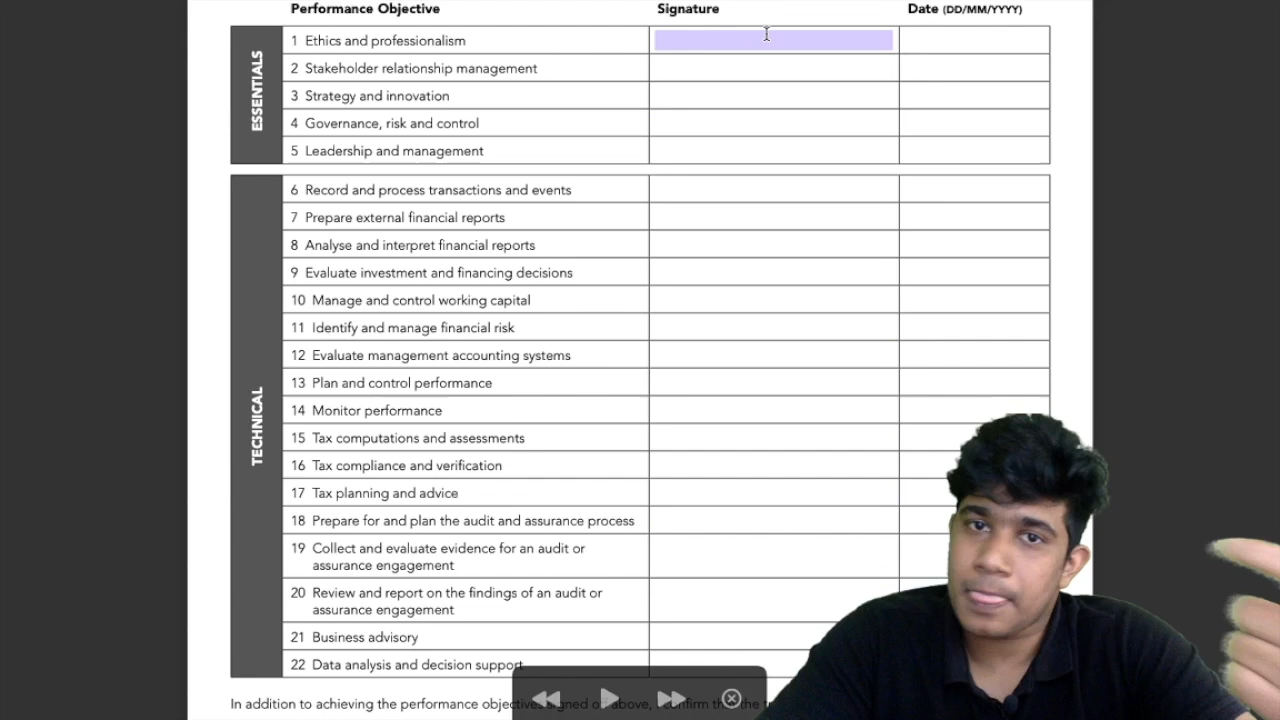 Performance Objective Signature Date (DD/MM/YYYY)
ESSENTIALS
1 Ethics and professionalism
2 Stakeholder relationship management
3 Strategy and innovation
4 Governance, risk and control
5 Leadership and management
TECHNICAL
6 Record and process transactions and events
7 Prepare external financial reports
8 Analyse and interpret financial reports
9 Evaluate investment and financing decisions
10 Manage and control working capital
11 Identify and manage financial risk
12 Evaluate management accounting systems
13 Plan and control performance
14 Monitor performance
15 Tax computations and assessments
16 Tax compliance and verification
17 Tax planning and advice
18 Prepare for and plan the audit and assurance process
19 Collect and evaluate evidence for an audit or
assurance engagement
20 Review and report on the findings of an audit or
assurance engagement
21 Business advisory
22 Data analysis and decision support
In addition to achieving the performance objectives signed of above, I confirm that the